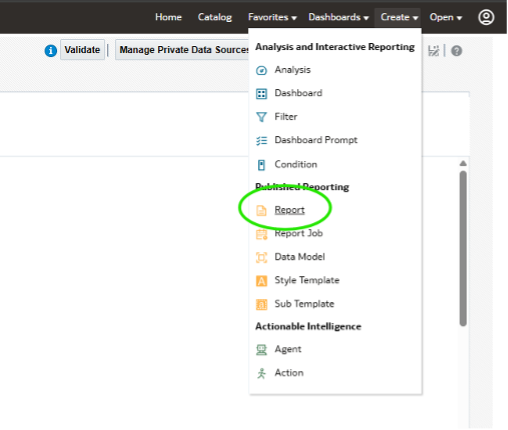 Home Catalog Favorites Dashboards Create Open
Validate Manage Private Data Sources
Analysis and Interactive Reporting
Analysis
Dashboard
Filter
Dashboard Prompt
Condition
Published Reporting
Report
Report Job
Data Model
Style Template
Sub Template
Actionable Intelligence
Agent
Action